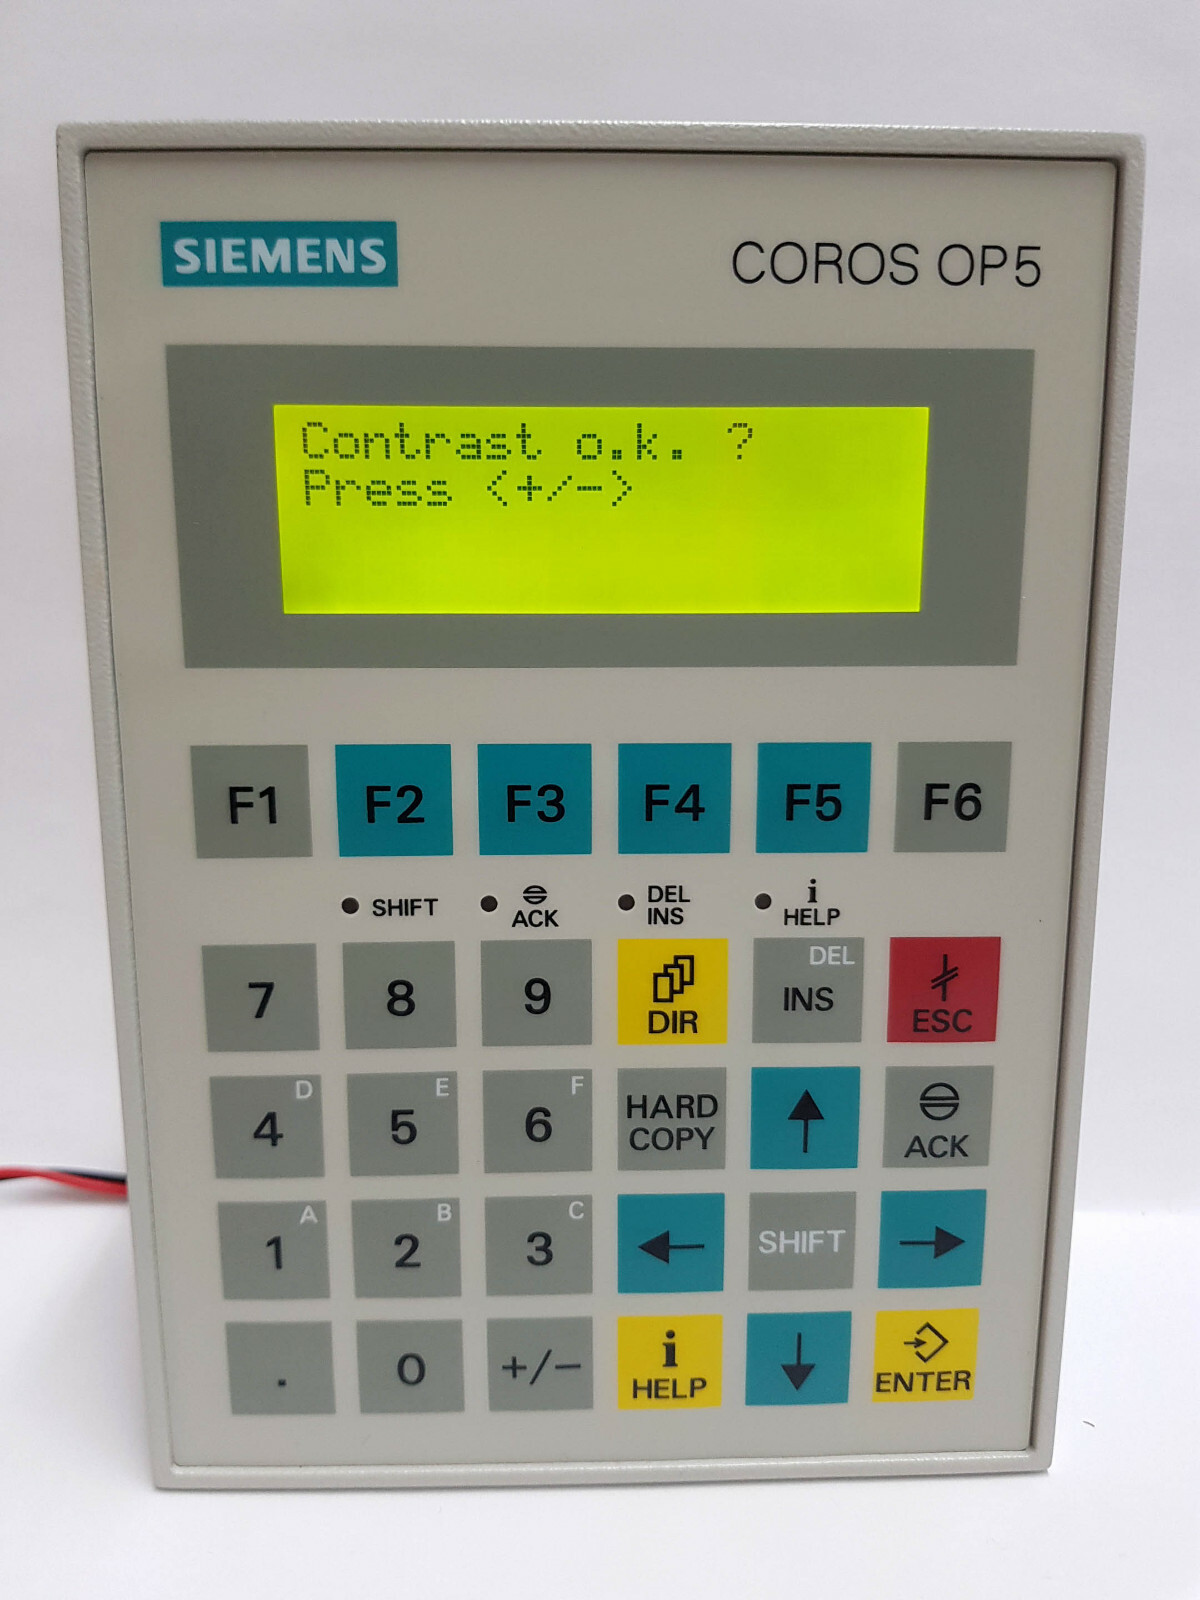 SIEMENS COROS OP5
Contrast o.k. ?
Press <+/->
F1 F2 F3 F4 F5 F6
SHIFT ACK DEL INS i HELP
7 8 9 DIR DEL INS ESC
4 D 5 E 6 F HARD COPY ACK
1 A 2 B 3 C SHIFT
. 0 +/- i HELP ENTER